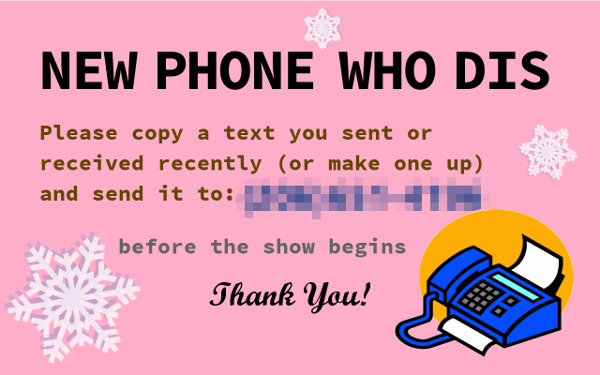 NEW PHONE WHO DIS
Please copy a text you sent or
received recently (or make one up)
and send it to:
before the show begins
Thank You!